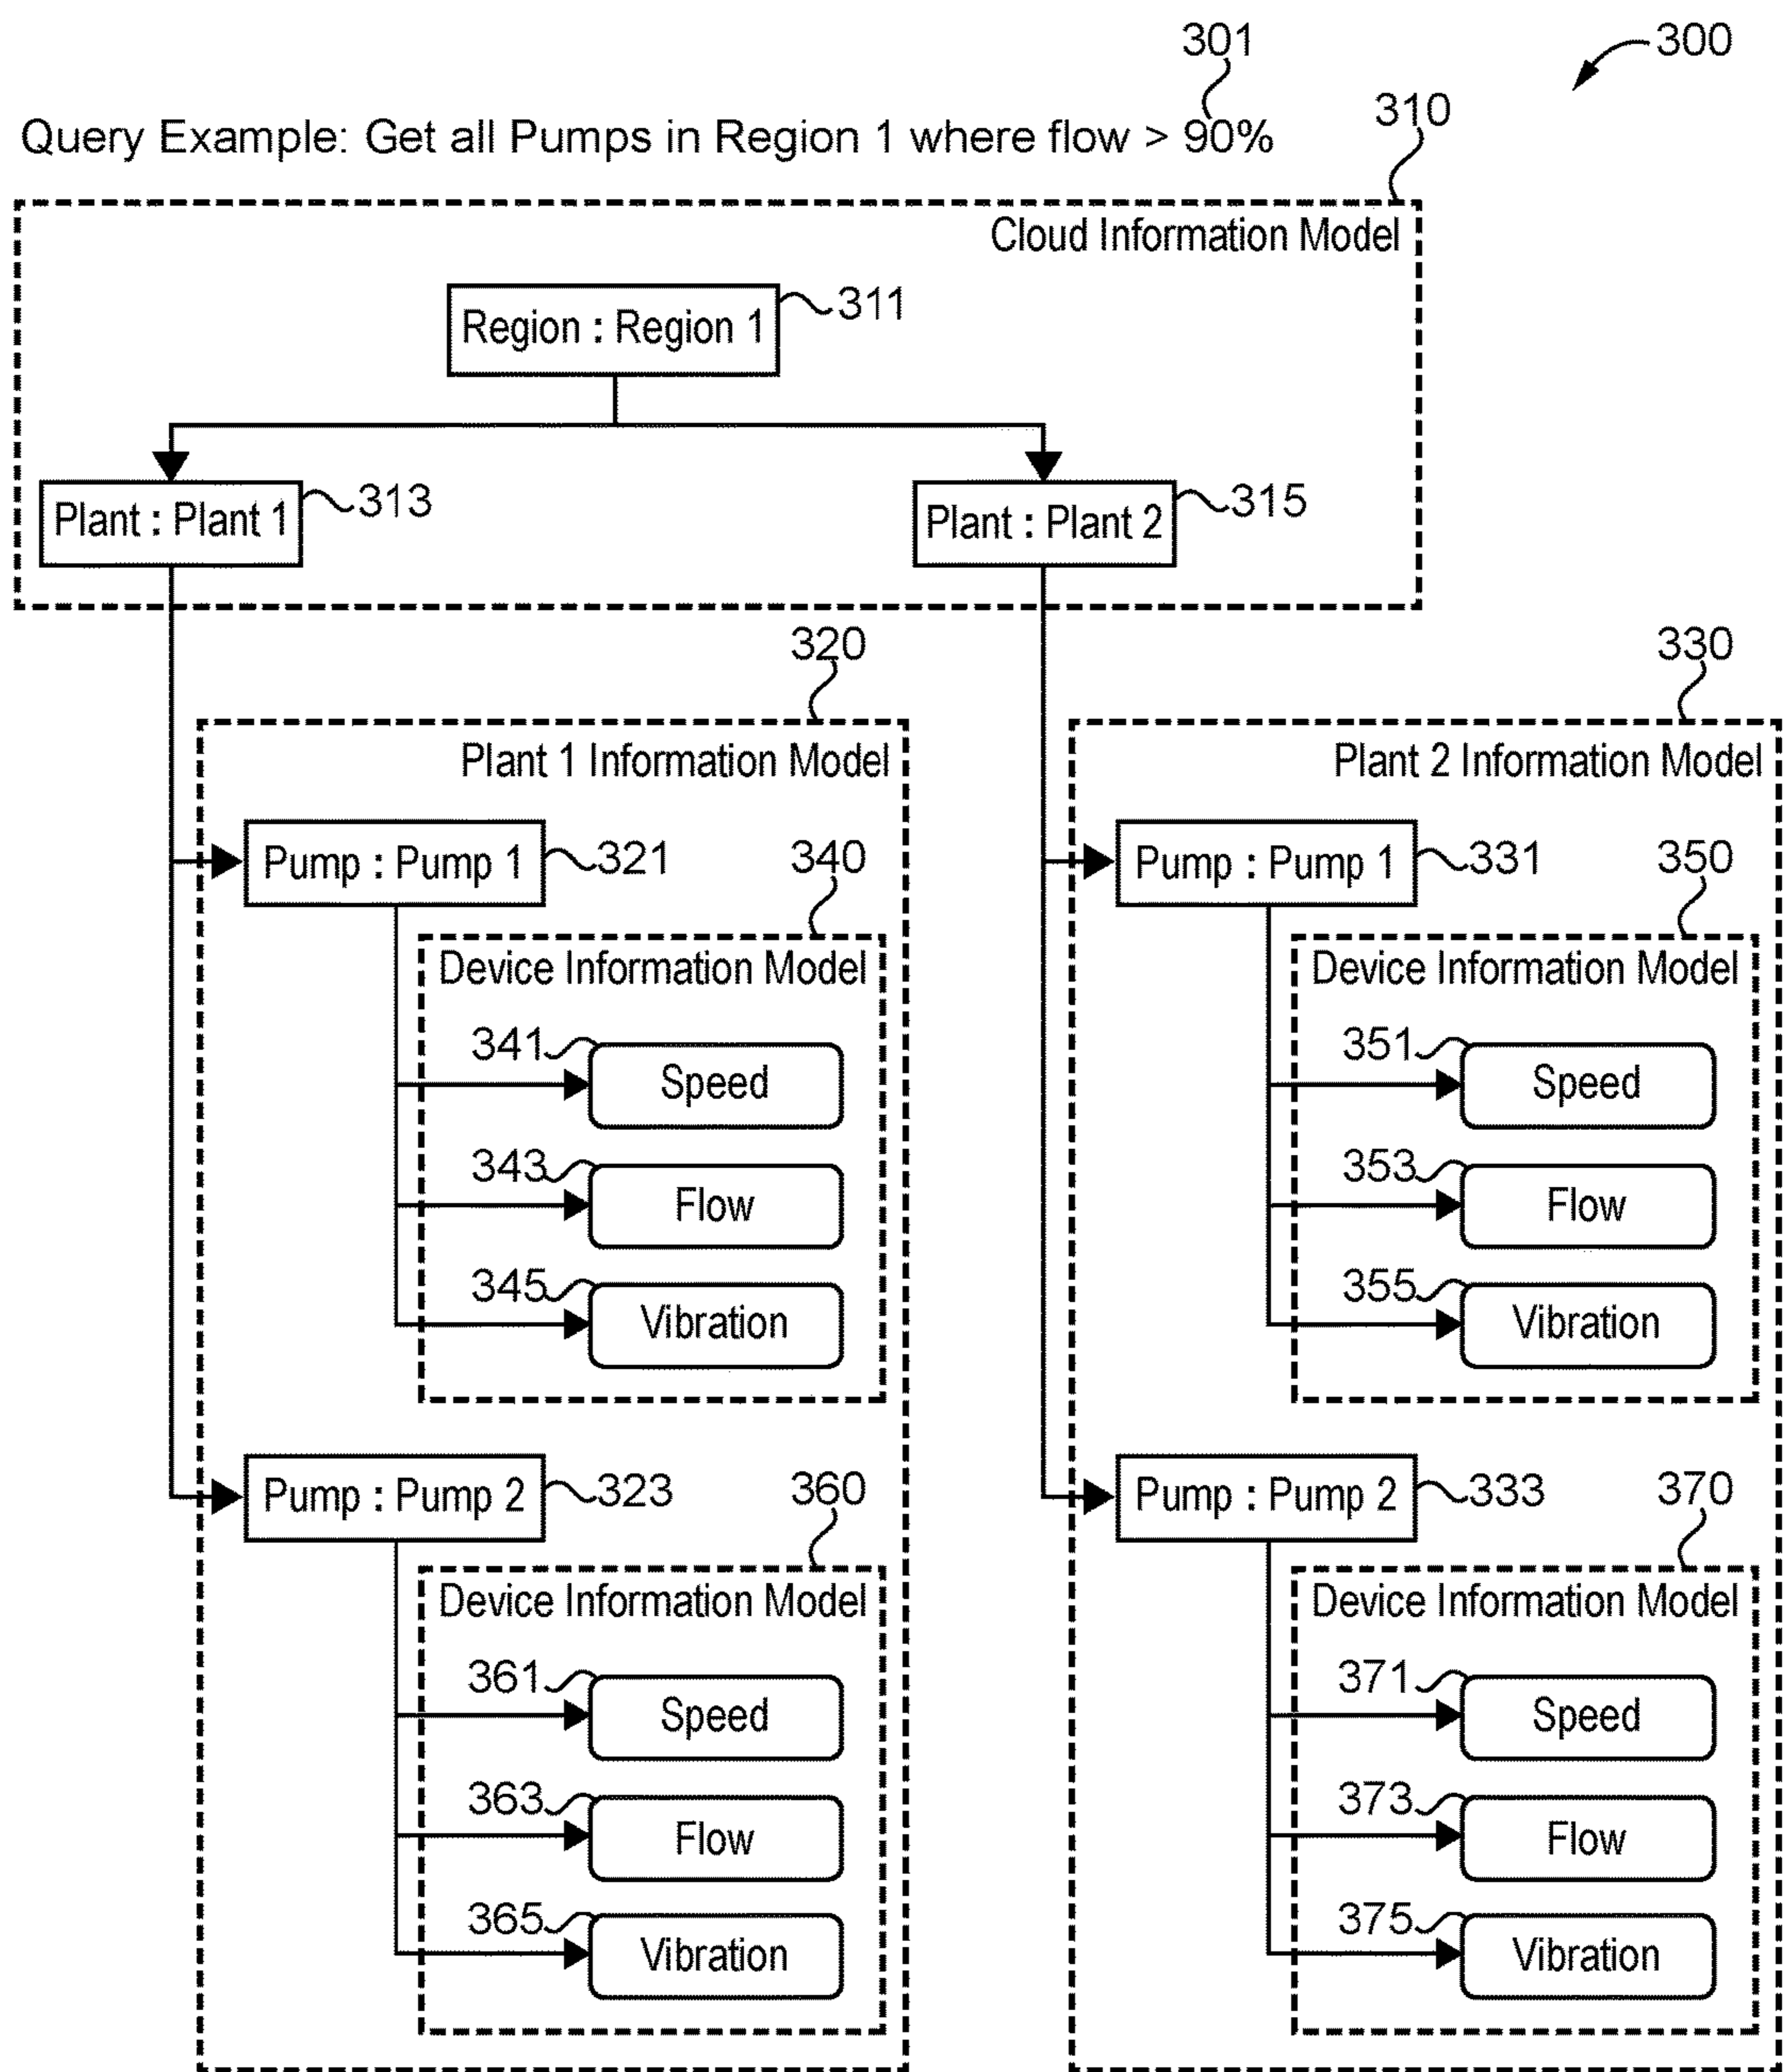 301
300
310
Query Example: Get all Pumps in Region 1 where flow > 90%
Cloud Information Model
Region : Region 1
311
Plant : Plant 1
313
Plant : Plant 2
315
320
Plant 1 Information Model
Pump : Pump 1
321
340
Device Information Model
341
Speed
343
Flow
345
Vibration
Pump : Pump 2
323
360
Device Information Model
361
Speed
363
Flow
365
Vibration
330
Plant 2 Information Model
Pump : Pump 1
331
350
Device Information Model
351
Speed
353
Flow
355
Vibration
Pump : Pump 2
333
370
Device Information Model
371
Speed
373
Flow
375
Vibration